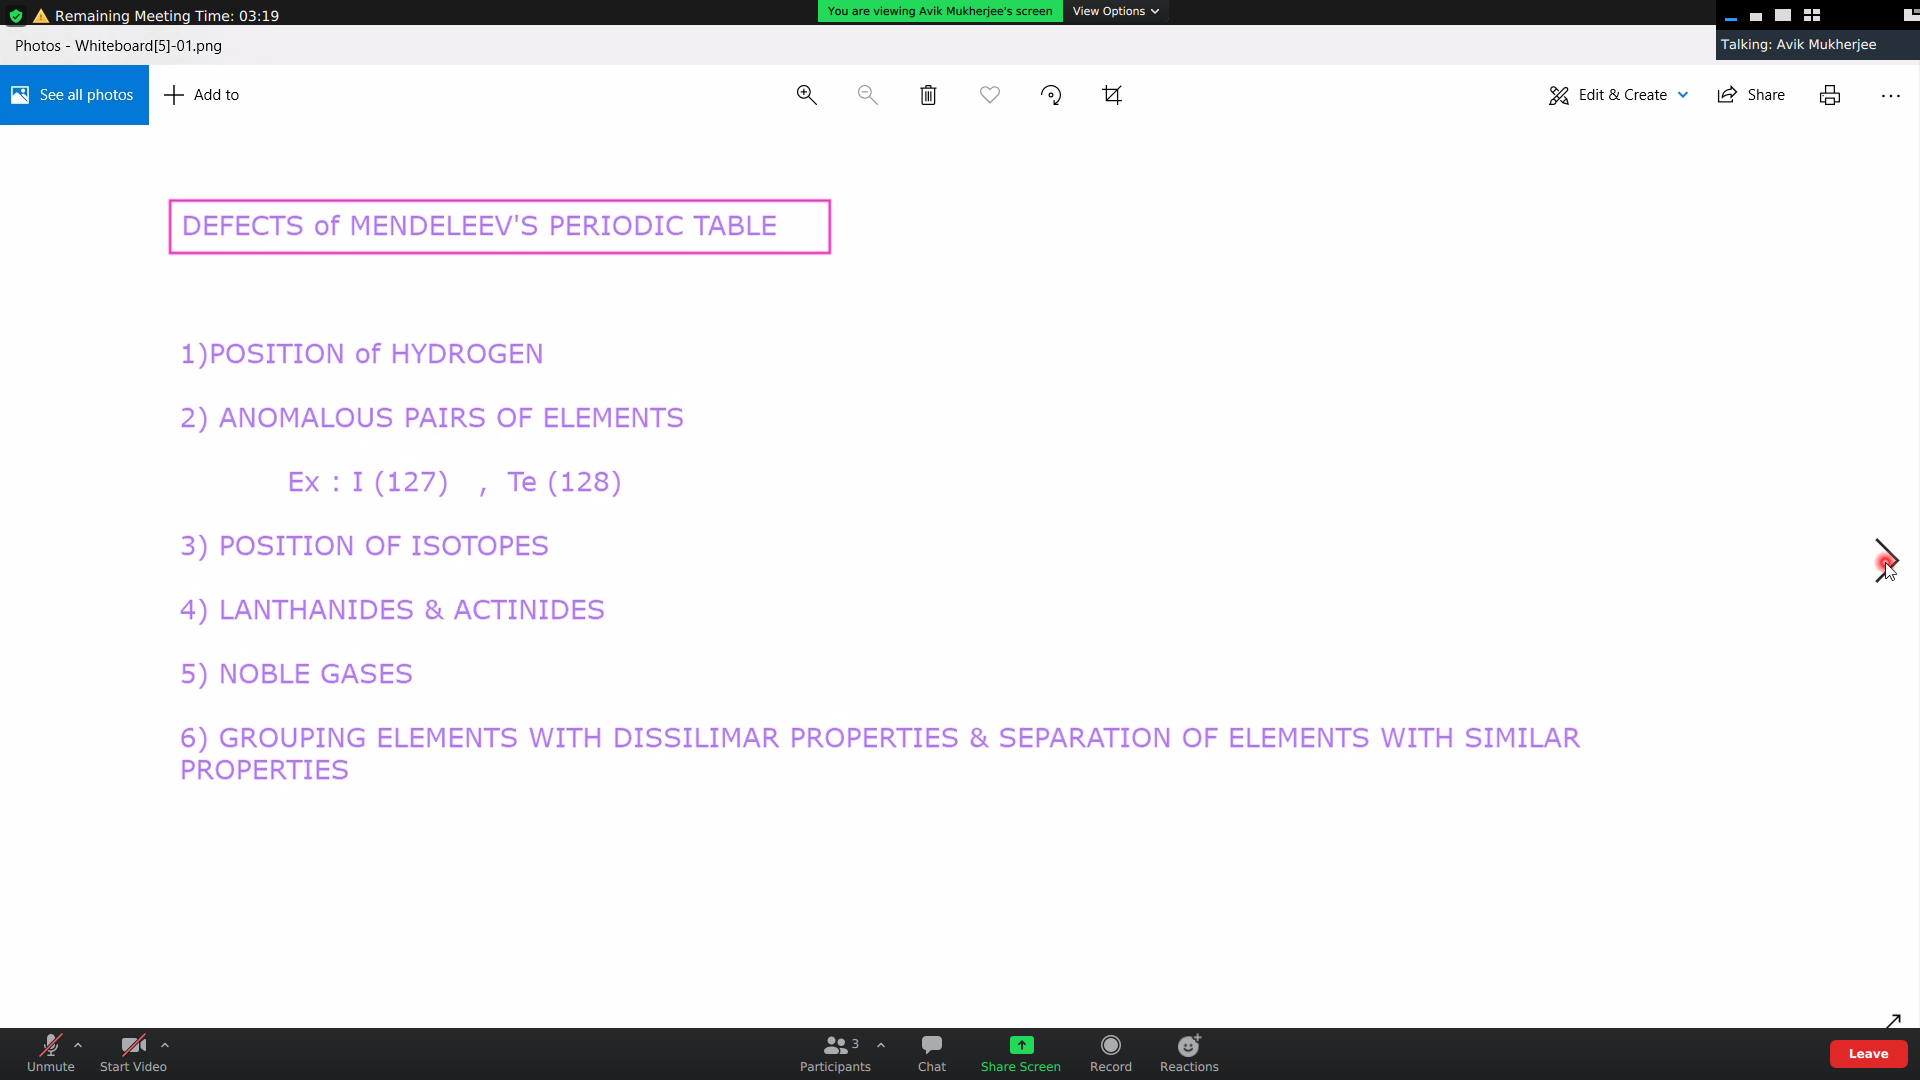 Remaining Meeting Time: 03:19
You are viewing Avik Mukherjee's screen
View Options
Photos - Whiteboard[5]-01.png
Talking: Avik Mukherjee
See all photos
Add to
Edit & Create
Share
DEFECTS of MENDELEEV'S PERIODIC TABLE
1)POSITION of HYDROGEN
2) ANOMALOUS PAIRS OF ELEMENTS
Ex : I (127) , Te (128)
3) POSITION OF ISOTOPES
4) LANTHANIDES & ACTINIDES
5) NOBLE GASES
6) GROUPING ELEMENTS WITH DISSILIMAR PROPERTIES & SEPARATION OF ELEMENTS WITH SIMILAR
PROPERTIES
Unmute
Start Video
3
Participants
Chat
Share Screen
Record
Reactions
Leave